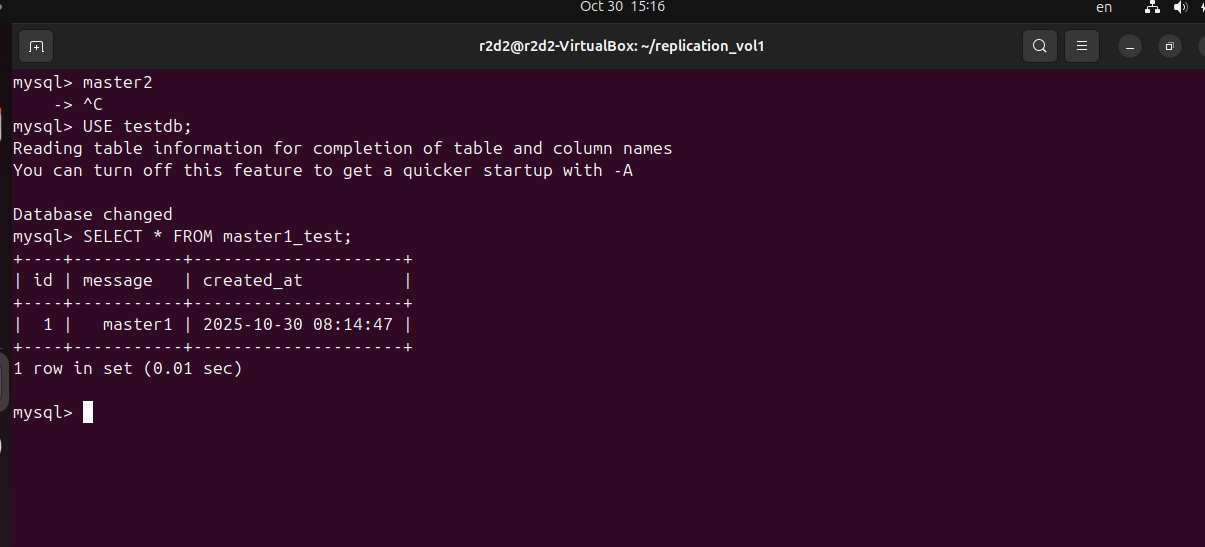 Oct 30 15:16
en
r2d2@r2d2-VirtualBox: ~/replication_vol1
mysql> master2
    -> ^C
mysql> USE testdb;
Reading table information for completion of table and column names
You can turn off this feature to get a quicker startup with -A

Database changed
mysql> SELECT * FROM master1_test;
+----+-----------+---------------------+
| id | message   | created_at          |
+----+-----------+---------------------+
|  1 |   master1 | 2025-10-30 08:14:47 |
+----+-----------+---------------------+
1 row in set (0.01 sec)

mysql>